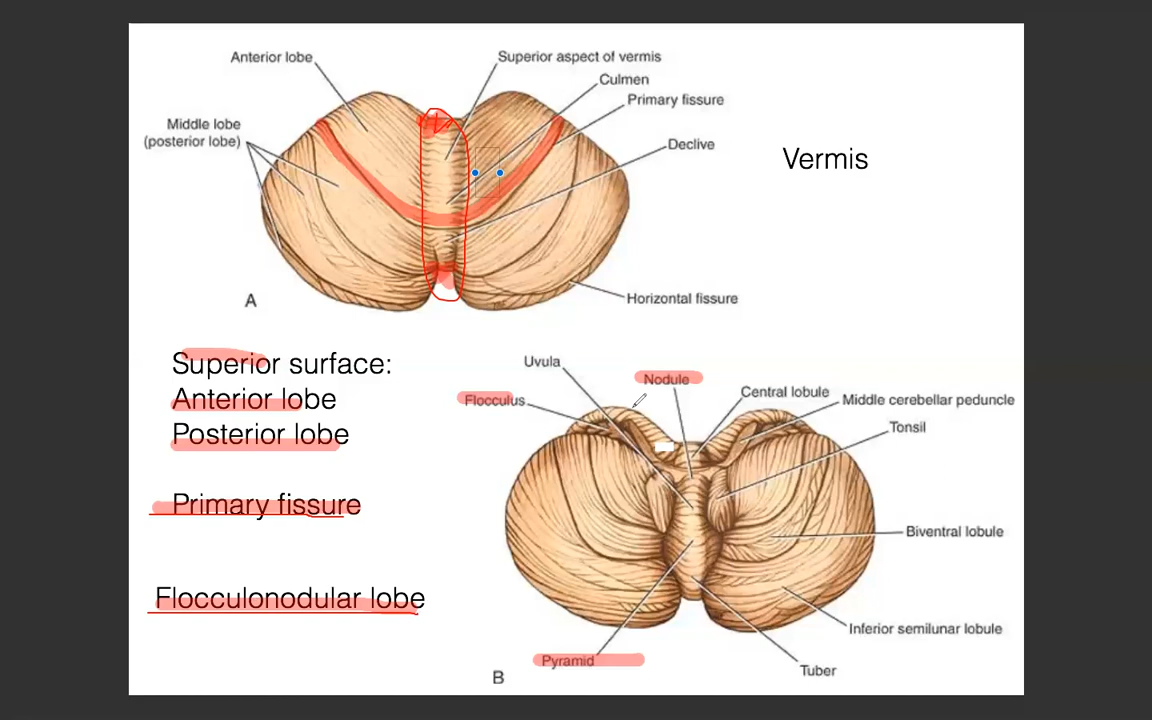 Anterior lobe
Superior aspect of vermis
Culmen
Primary fissure
Middle lobe
(posterior lobe)
Declive
Vermis
Horizontal fissure
A
Superior surface:
Anterior lobe
Posterior lobe
Primary fissure
Flocculonodular lobe
Uvula
Nodule
Flocculus
Central lobule
Middle cerebellar peduncle
Tonsil
Biventral lobule
Inferior semilunar lobule
Pyramid
Tuber
B